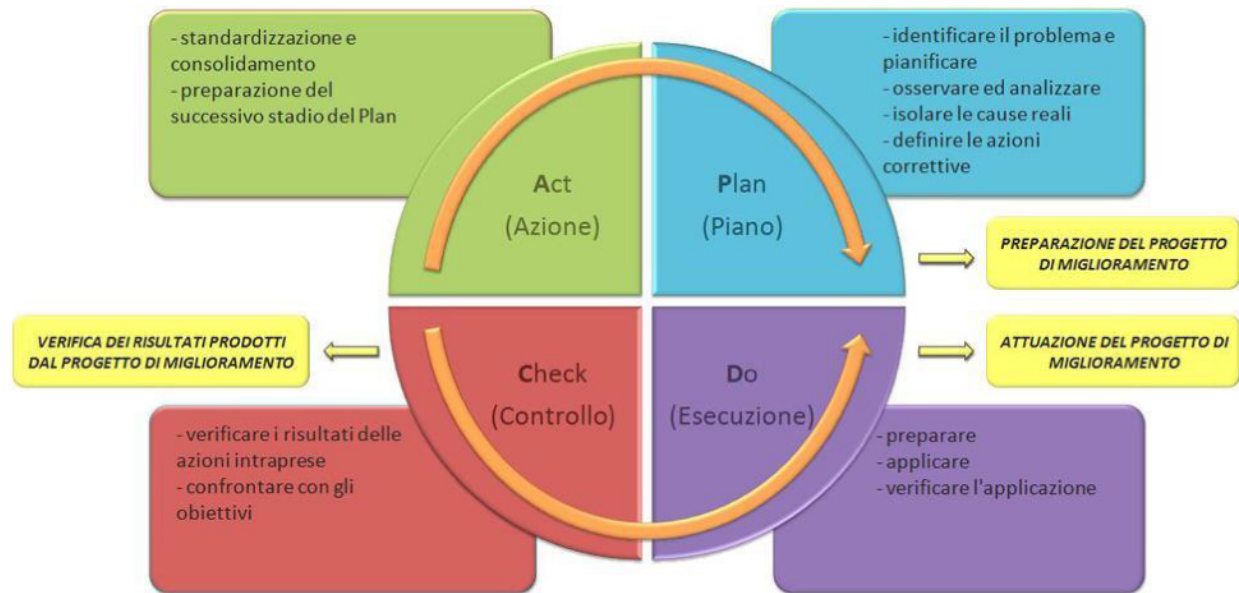 - standardizzazione e
consolidamento
- preparazione del
successivo stadio del Plan
- identificare il problema e
pianificare
- osservare ed analizzare
- isolare le cause reali
- definire le azioni
correttive
Act
(Azione)
Plan
(Piano)
PREPARAZIONE DEL PROGETTO
DI MIGLIORAMENTO
VERIFICA DEI RISULTATI PRODOTTI
DAL PROGETTO DI MIGLIORAMENTO
Check
(Controllo)
Do
(Esecuzione)
ATTUAZIONE DEL PROGETTO DI
MIGLIORAMENTO
- verificare i risultati delle
azioni intraprese
- confrontare con gli
obiettivi
- preparare
- applicare
- verificare l'applicazione